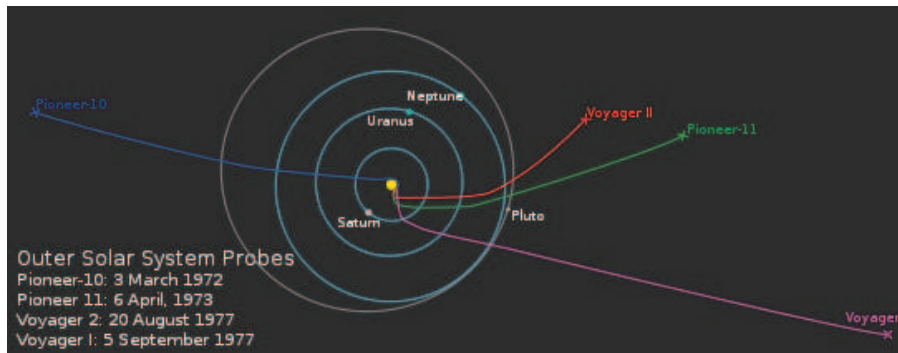 Pioneer-10
Neptune
Uranus
Voyager II
Pioneer-11
Saturn
Pluto
Outer Solar System Probes
Pioneer-10: 3 March 1972
Pioneer 11: 6 April, 1973
Voyager 2: 20 August 1977
Voyager I: 5 September 1977
Voyager